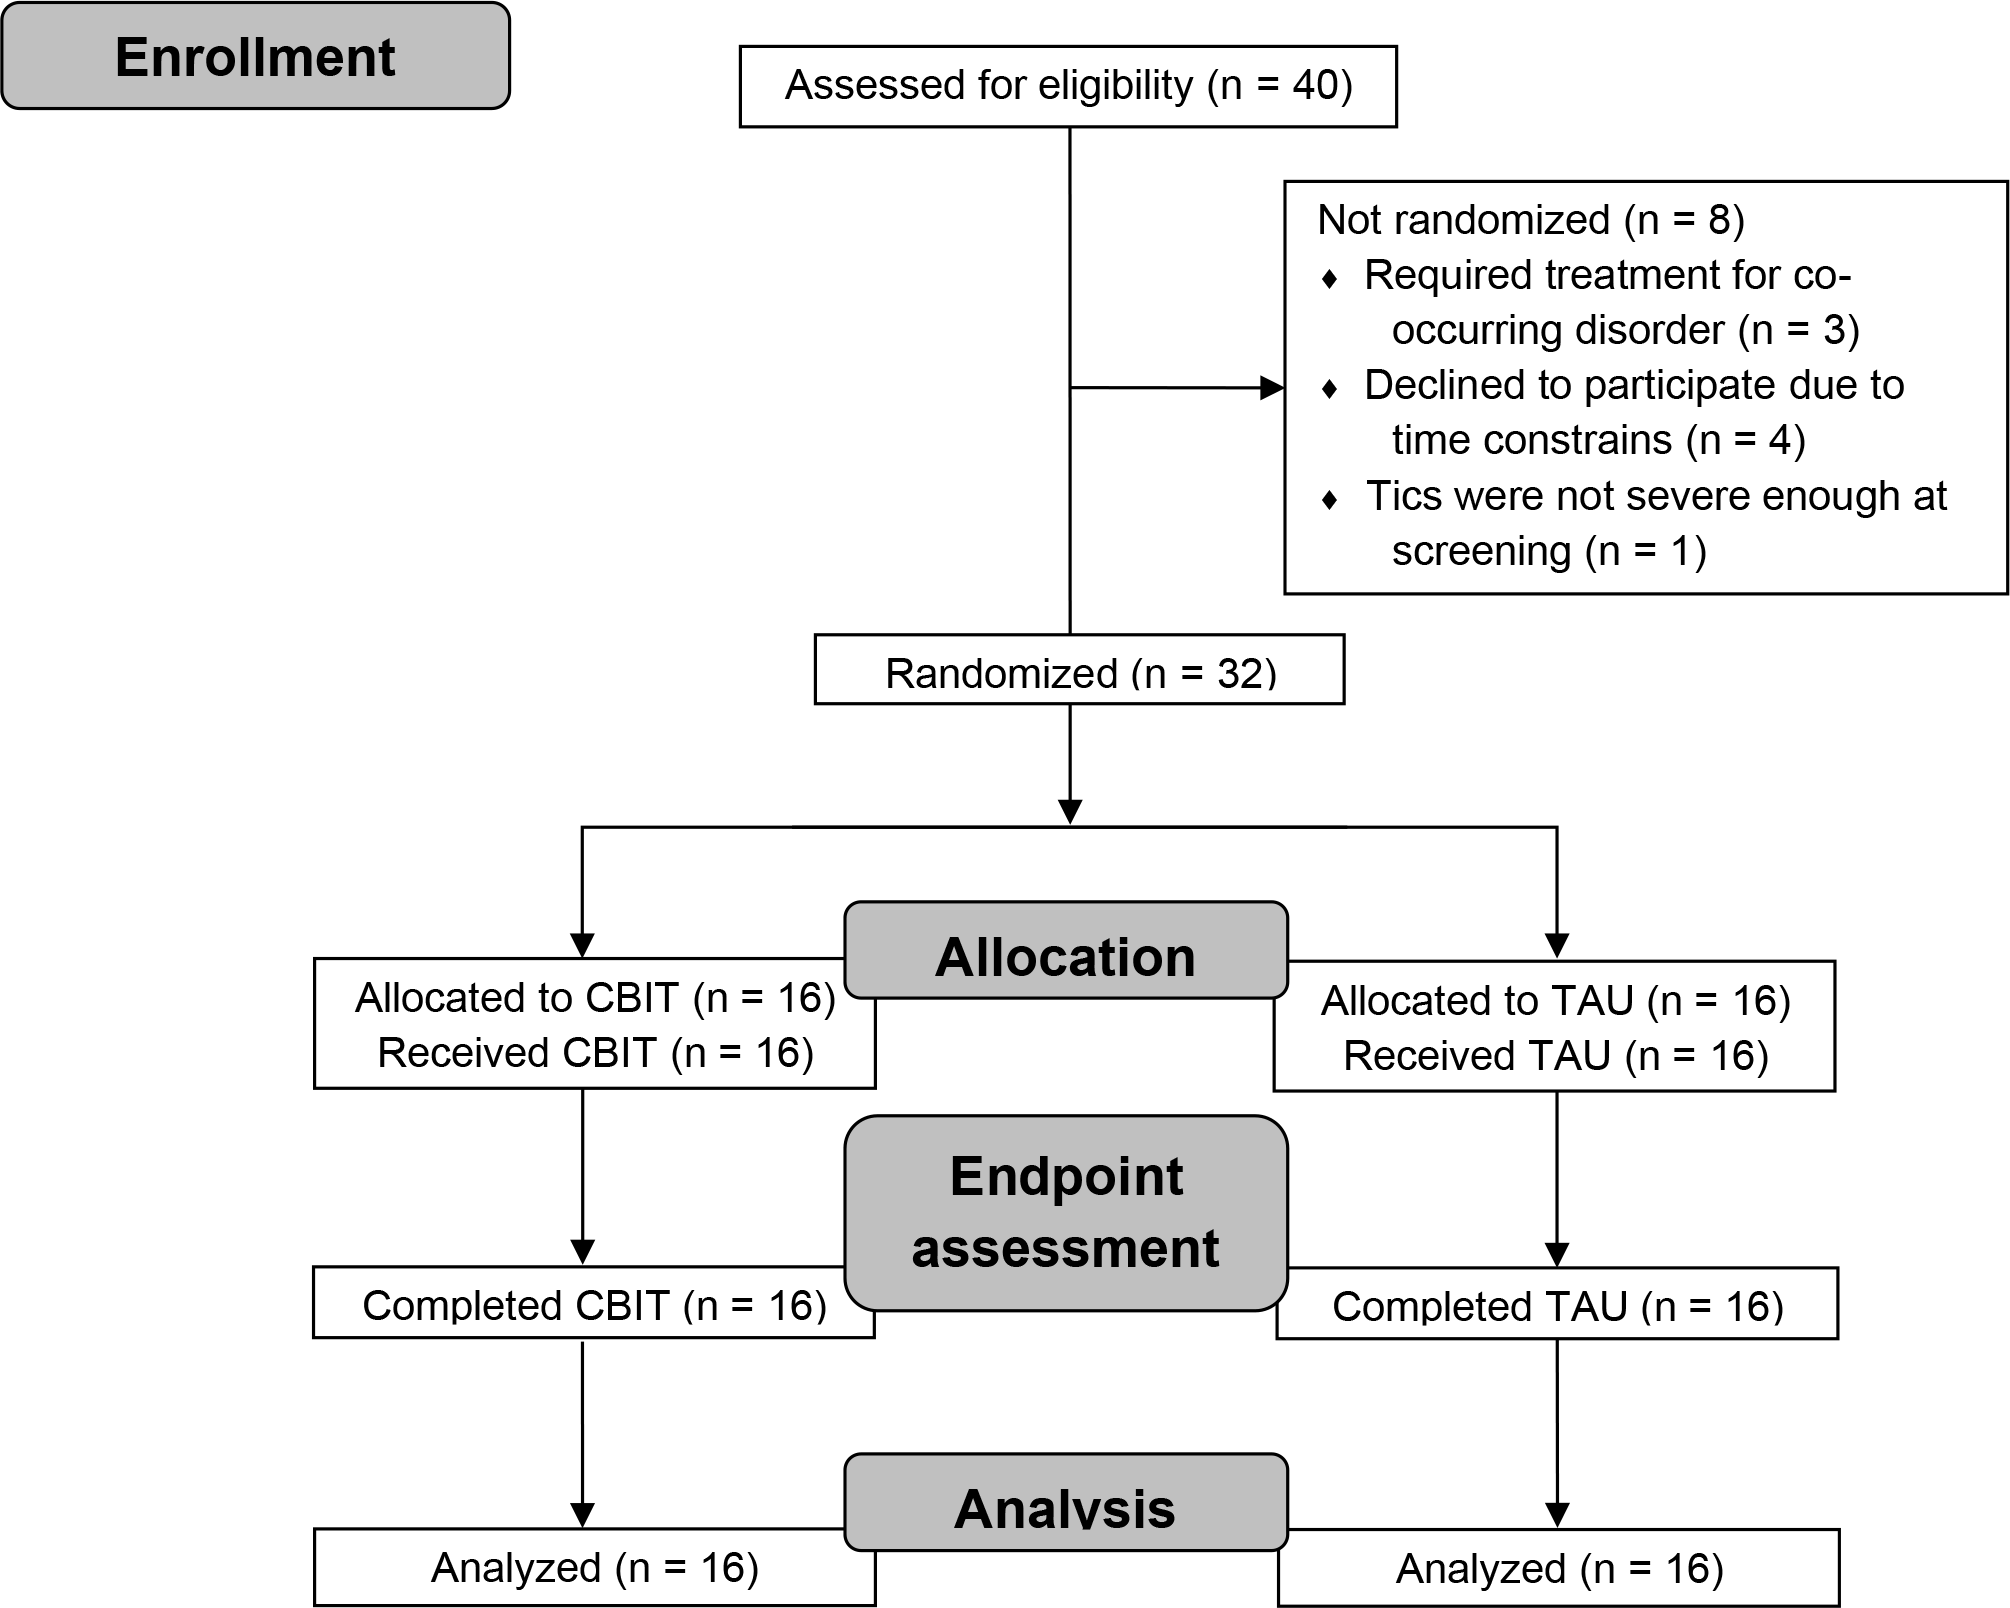 Enrollment
Assessed for eligibility (n = 40)
Not randomized (n = 8)
♦ Required treatment for co-
occurring disorder (n = 3)
♦ Declined to participate due to
time constrains (n = 4)
♦ Tics were not severe enough at
screening (n = 1)
Randomized (n = 32)
Allocation
Allocated to CBIT (n = 16)
Received CBIT (n = 16)
Allocated to TAU (n = 16)
Received TAU (n = 16)
Endpoint
assessment
Completed CBIT (n = 16)
Completed TAU (n = 16)
Analysis
Analyzed (n = 16)
Analyzed (n = 16)